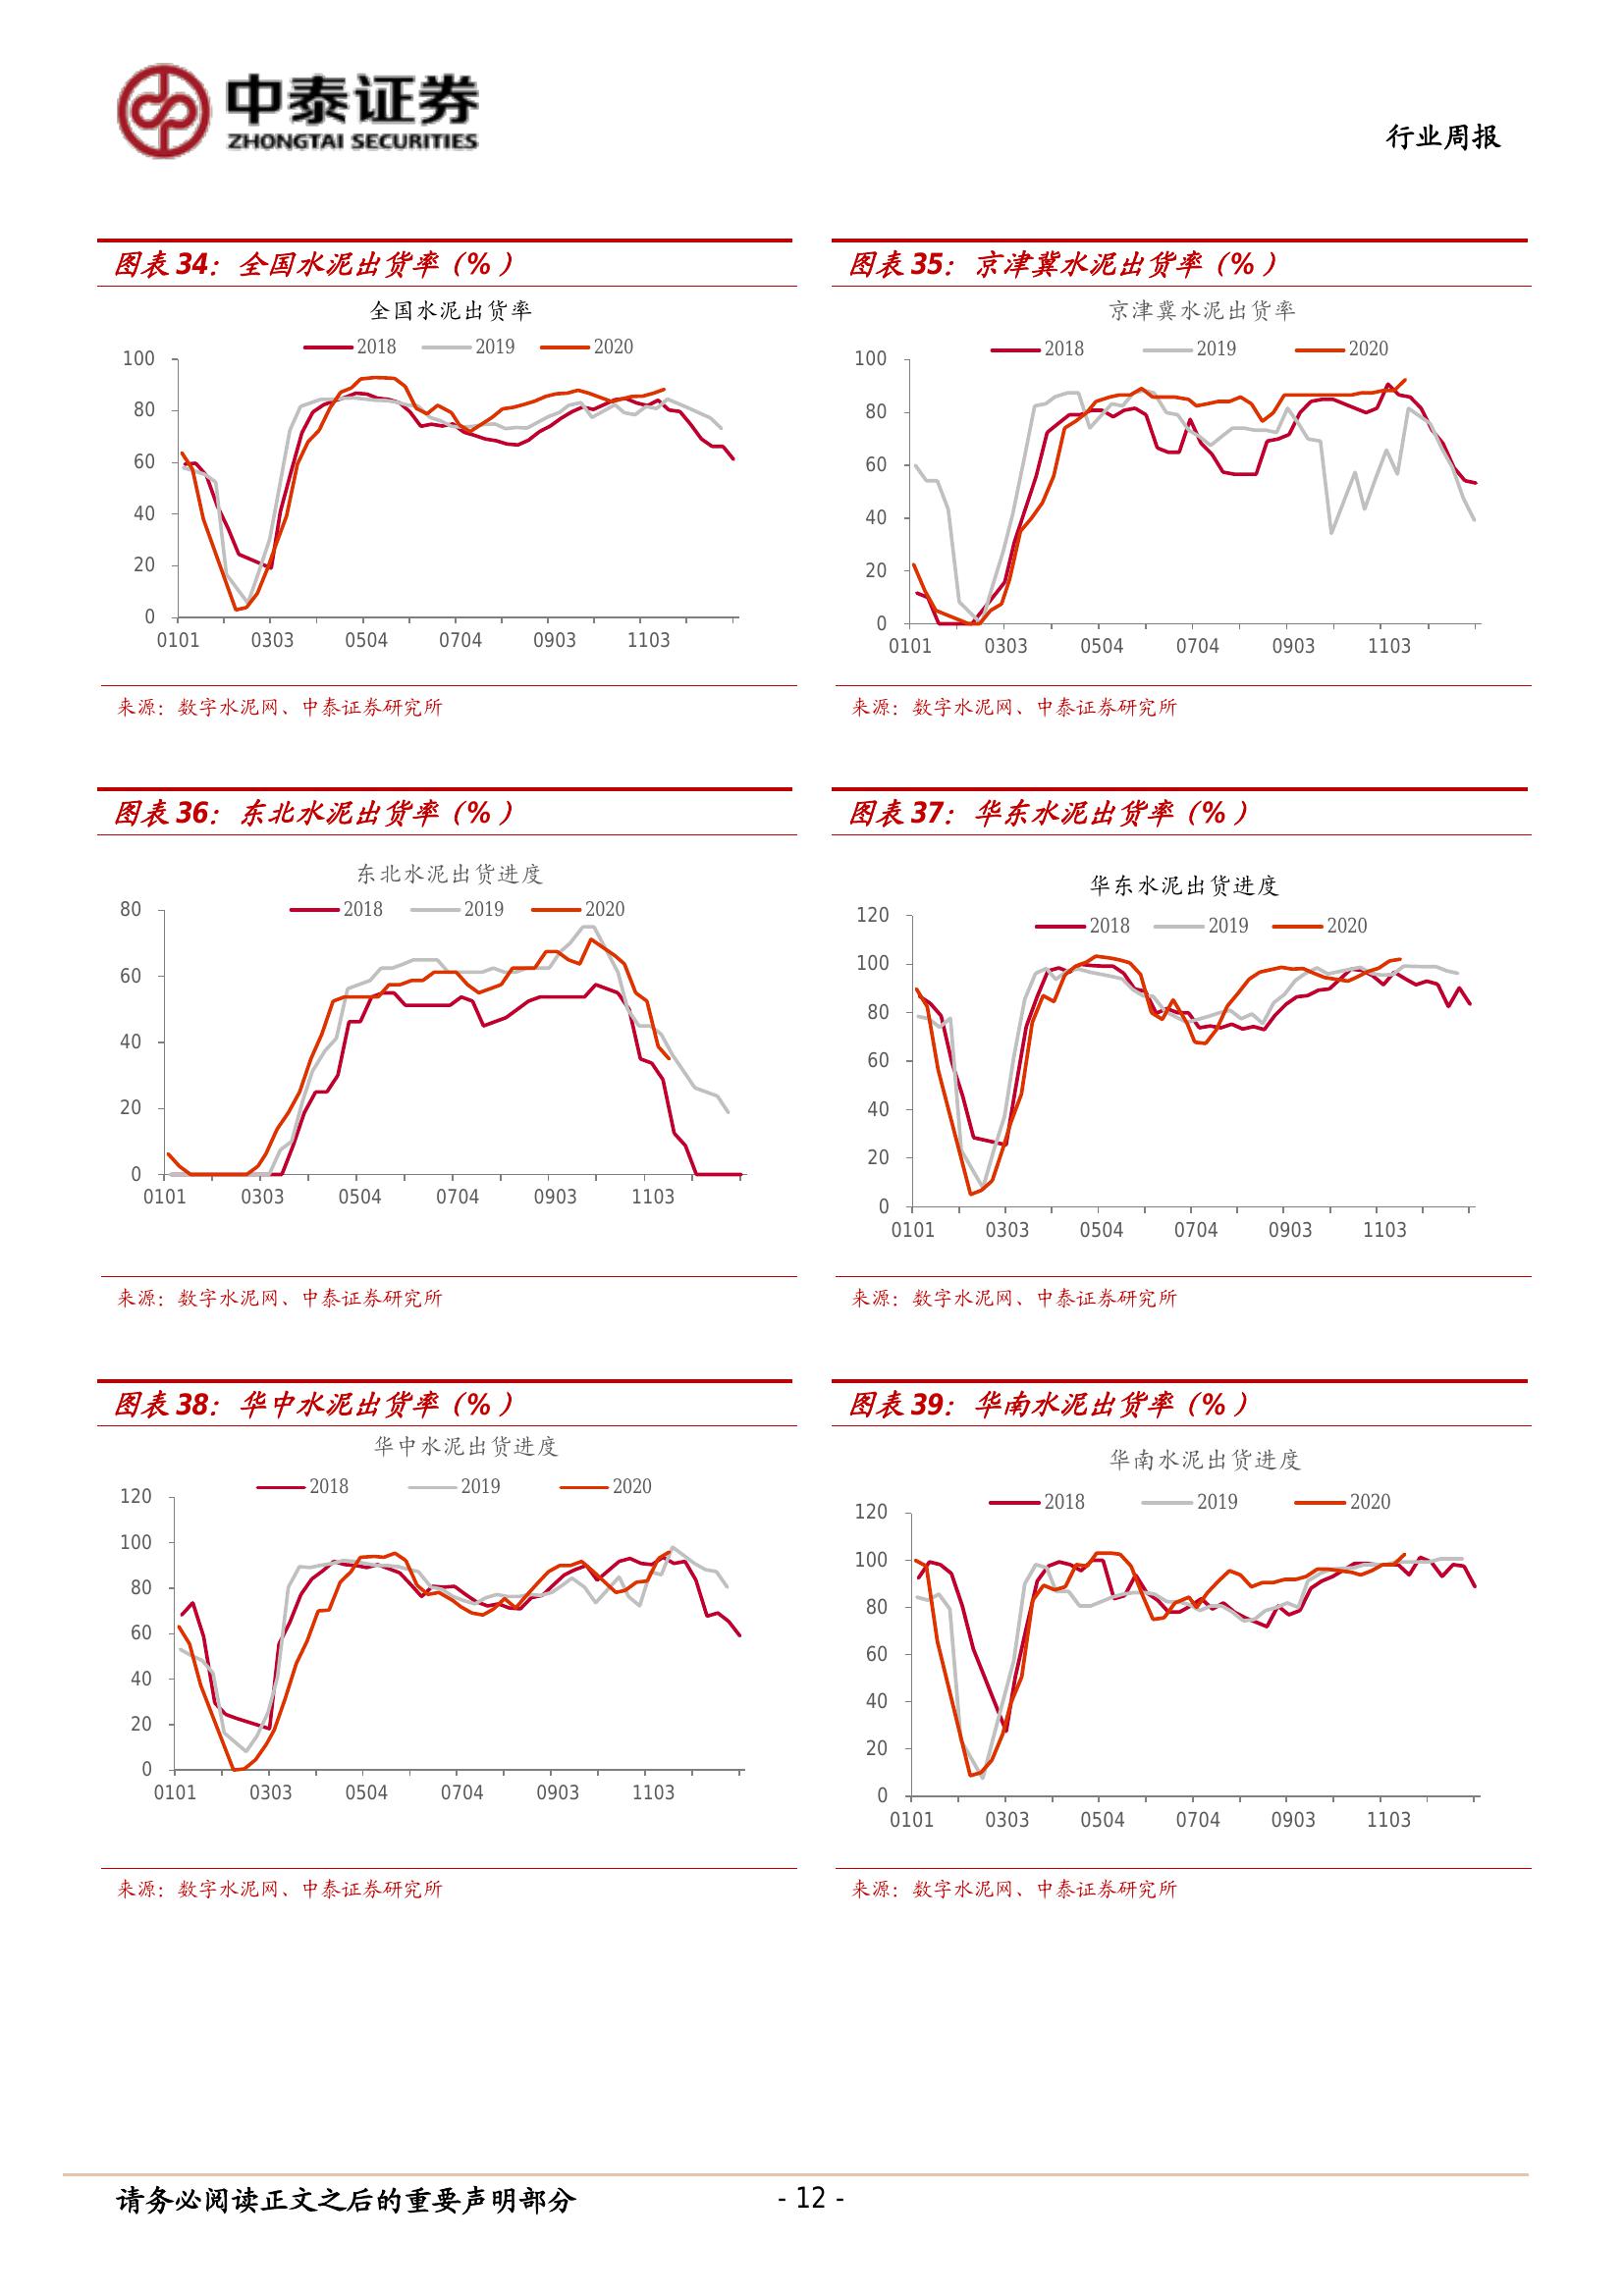 中泰证券
ZHONGTAI SECURITIES
行业周报
图表 34：全国水泥出货率（%）
全国水泥出货率
2018 2019 2020
100
80
60
40
20
0
0101 0303 0504 0704 0903 1103
来源：数字水泥网、中泰证券研究所
图表 35：京津冀水泥出货率（%）
京津冀水泥出货率
2018 2019 2020
100
80
60
40
20
0
0101 0303 0504 0704 0903 1103
来源：数字水泥网、中泰证券研究所
图表 36：东北水泥出货率（%）
东北水泥出货进度
2018 2019 2020
80
60
40
20
0
0101 0303 0504 0704 0903 1103
来源：数字水泥网、中泰证券研究所
图表 37：华东水泥出货率（%）
华东水泥出货进度
2018 2019 2020
120
100
80
60
40
20
0
0101 0303 0504 0704 0903 1103
来源：数字水泥网、中泰证券研究所
图表 38：华中水泥出货率（%）
华中水泥出货进度
2018 2019 2020
120
100
80
60
40
20
0
0101 0303 0504 0704 0903 1103
来源：数字水泥网、中泰证券研究所
图表 39：华南水泥出货率（%）
华南水泥出货进度
2018 2019 2020
120
100
80
60
40
20
0
0101 0303 0504 0704 0903 1103
来源：数字水泥网、中泰证券研究所
请务必阅读正文之后的重要声明部分
- 12 -